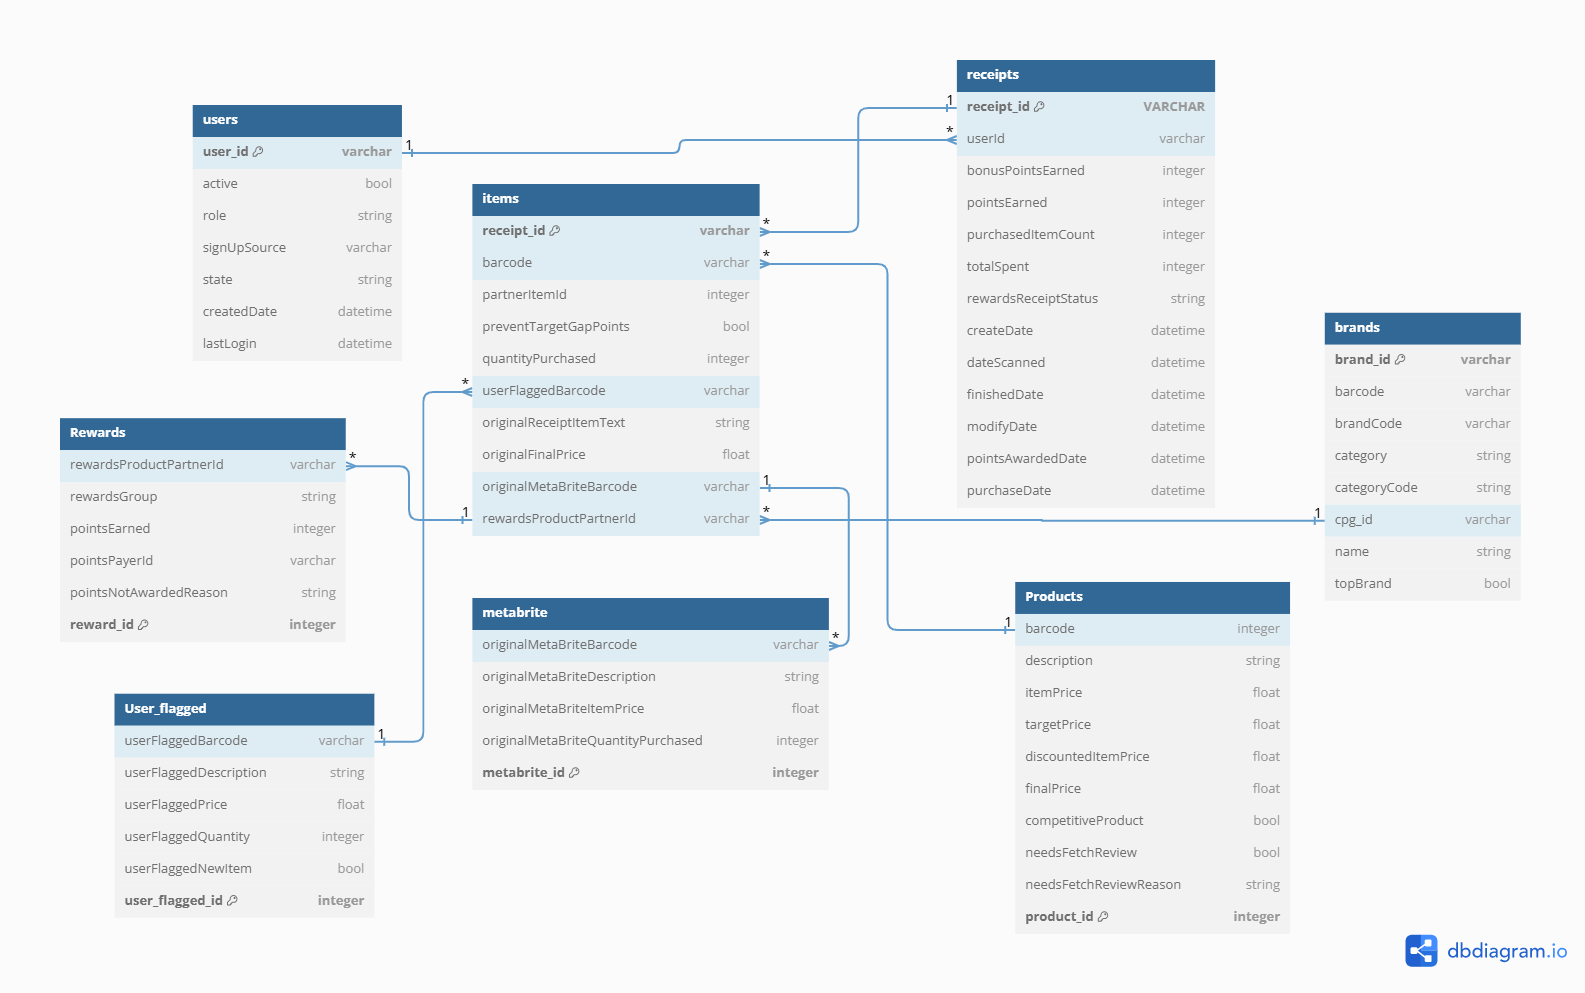 users
user_id varchar
active bool
role string
signUpSource varchar
state string
createdDate datetime
lastLogin datetime
1
*
items
receipt_id varchar
barcode varchar
partnerItemId integer
preventTargetGapPoints bool
quantityPurchased integer
userFlaggedBarcode varchar
originalReceiptItemText string
originalFinalPrice float
originalMetaBriteBarcode varchar
rewardsProductPartnerId varchar
*
*
*
1
*
1
receipts
receipt_id VARCHAR
userId varchar
bonusPointsEarned integer
pointsEarned integer
purchasedItemCount integer
totalSpent integer
rewardsReceiptStatus string
createDate datetime
dateScanned datetime
finishedDate datetime
modifyDate datetime
pointsAwardedDate datetime
purchaseDate datetime
1
brands
brand_id varchar
barcode varchar
brandCode varchar
category string
categoryCode string
cpg_id varchar
name string
topBrand bool
1
Rewards
rewardsProductPartnerId varchar
rewardsGroup string
pointsEarned integer
pointsPayerId varchar
pointsNotAwardedReason string
reward_id integer
*
metabrite
originalMetaBriteBarcode varchar
originalMetaBriteDescription string
originalMetaBriteItemPrice float
originalMetaBriteQuantityPurchased integer
metabrite_id integer
*
Products
barcode integer
description string
itemPrice float
targetPrice float
discountedItemPrice float
finalPrice float
competitiveProduct bool
needsFetchReview bool
needsFetchReviewReason string
product_id integer
1
User_flagged
userFlaggedBarcode varchar
userFlaggedDescription string
userFlaggedPrice float
userFlaggedQuantity integer
userFlaggedNewItem bool
user_flagged_id integer
1
dbdiagram.io